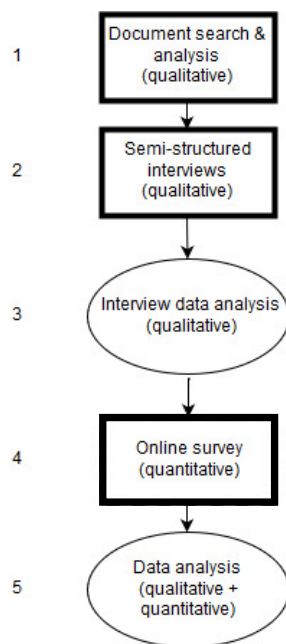 1
Document search &
analysis
(qualitative)
2
Semi-structured
interviews
(qualitative)
3
Interview data analysis
(qualitative)
4
Online survey
(quantitative)
5
Data analysis
(qualitative +
quantitative)